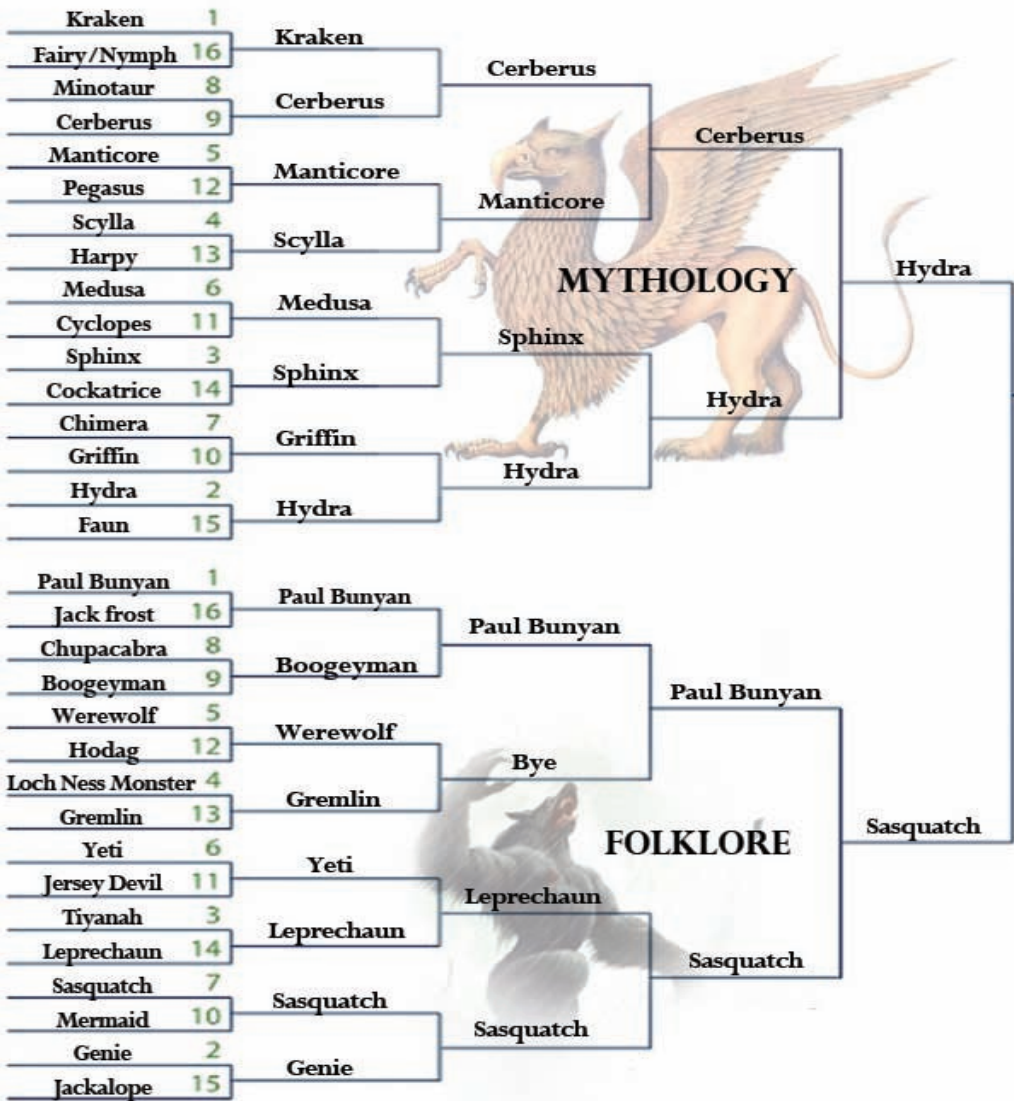 Kraken 1
Fairy/Nymph 16
Minotaur 8
Cerberus 9
Manticore 5
Pegasus 12
Scylla 4
Harpy 13
Medusa 6
Cyclopes 11
Sphinx 3
Cockatrice 14
Chimera 7
Griffin 10
Hydra 2
Faun 15
Kraken
Cerberus
Manticore
Scylla
Medusa
Sphinx
Griffin
Hydra
Cerberus
Manticore
Sphinx
Hydra
Cerberus
Hydra
Hydra
MYTHOLOGY
Paul Bunyan 1
Jack frost 16
Chupacabra 8
Boogeyman 9
Werewolf 5
Hodag 12
Loch Ness Monster 4
Gremlin 13
Yeti 6
Jersey Devil 11
Tiyanah 3
Leprechaun 14
Sasquatch 7
Mermaid 10
Genie 2
Jackalope 15
Paul Bunyan
Boogeyman
Werewolf
Gremlin
Yeti
Leprechaun
Sasquatch
Genie
Paul Bunyan
Bye
Leprechaun
Sasquatch
Paul Bunyan
Sasquatch
Sasquatch
FOLKLORE